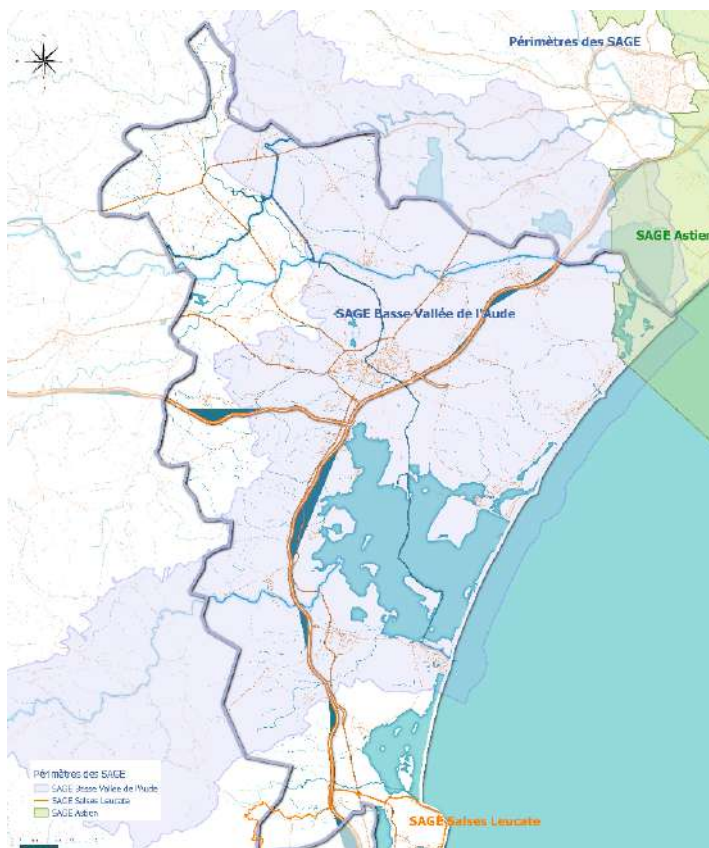 Périmètres des SAGE
SAGE Astien
SAGE Basse Vallée de l'Aude
Périmètres des SAGE
SAGE Basse Vallée de l'Aude
SAGE Salses Leucate
SAGE Astien
SAGE Salses Leucate